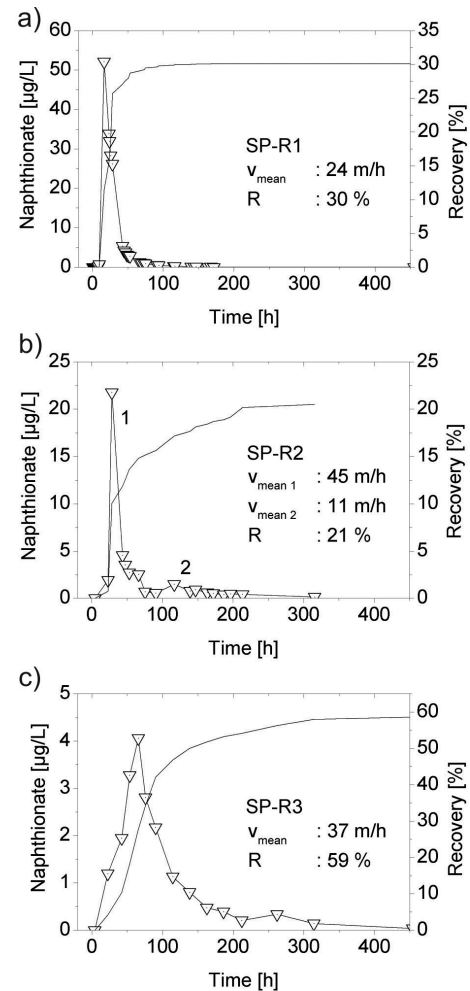 a)
60
50
40
30
20
10
0
Naphthionate [µg/L]
35
30
25
20
15
10
5
0
Recovery [%]
SP-R1
vmean : 24 m/h
R : 30 %
0 100 200 300 400
Time [h]
b)
25
20
15
10
5
0
Naphthionate [µg/L]
25
20
15
10
5
0
Recovery [%]
1
2
SP-R2
vmean 1 : 45 m/h
vmean 2 : 11 m/h
R : 21 %
0 100 200 300 400
Time [h]
c)
5
4
3
2
1
0
Naphthionate [µg/L]
60
50
40
30
20
10
0
Recovery [%]
SP-R3
vmean : 37 m/h
R : 59 %
0 100 200 300 400
Time [h]